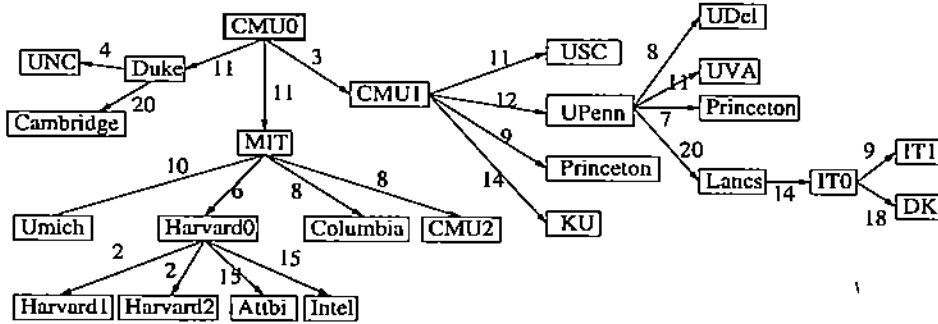 CMU0
UDel
UNC
4
Duke
11
3
11
USC
8
UVA
11
20
11
CMU1
12
UPenn
7
Princeton
Cambridge
MIT
9
20
9
IT1
10
6
8
8
14
Princeton
Lancs
14
IT0
18
DK
Umich
Harvard0
Columbia
CMU2
KU
2
2
15
15
Harvard1
Harvard2
Attbi
Intel